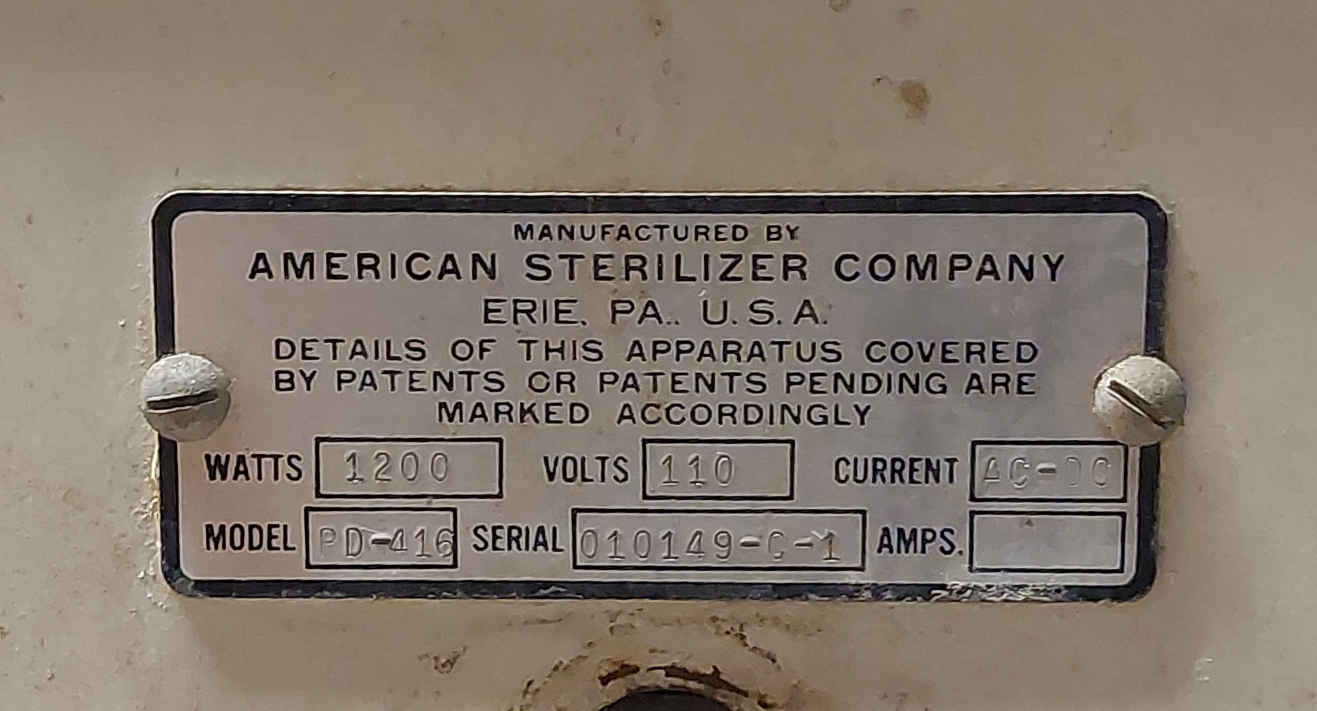 MANUFACTURED BY
AMERICAN STERILIZER COMPANY
ERIE, PA., U.S.A.
DETAILS OF THIS APPARATUS COVERED
BY PATENTS OR PATENTS PENDING ARE
MARKED ACCORDINGLY
WATTS 1200 VOLTS 110 CURRENT AC-DC
MODEL PD-416 SERIAL 010149-C-1 AMPS.